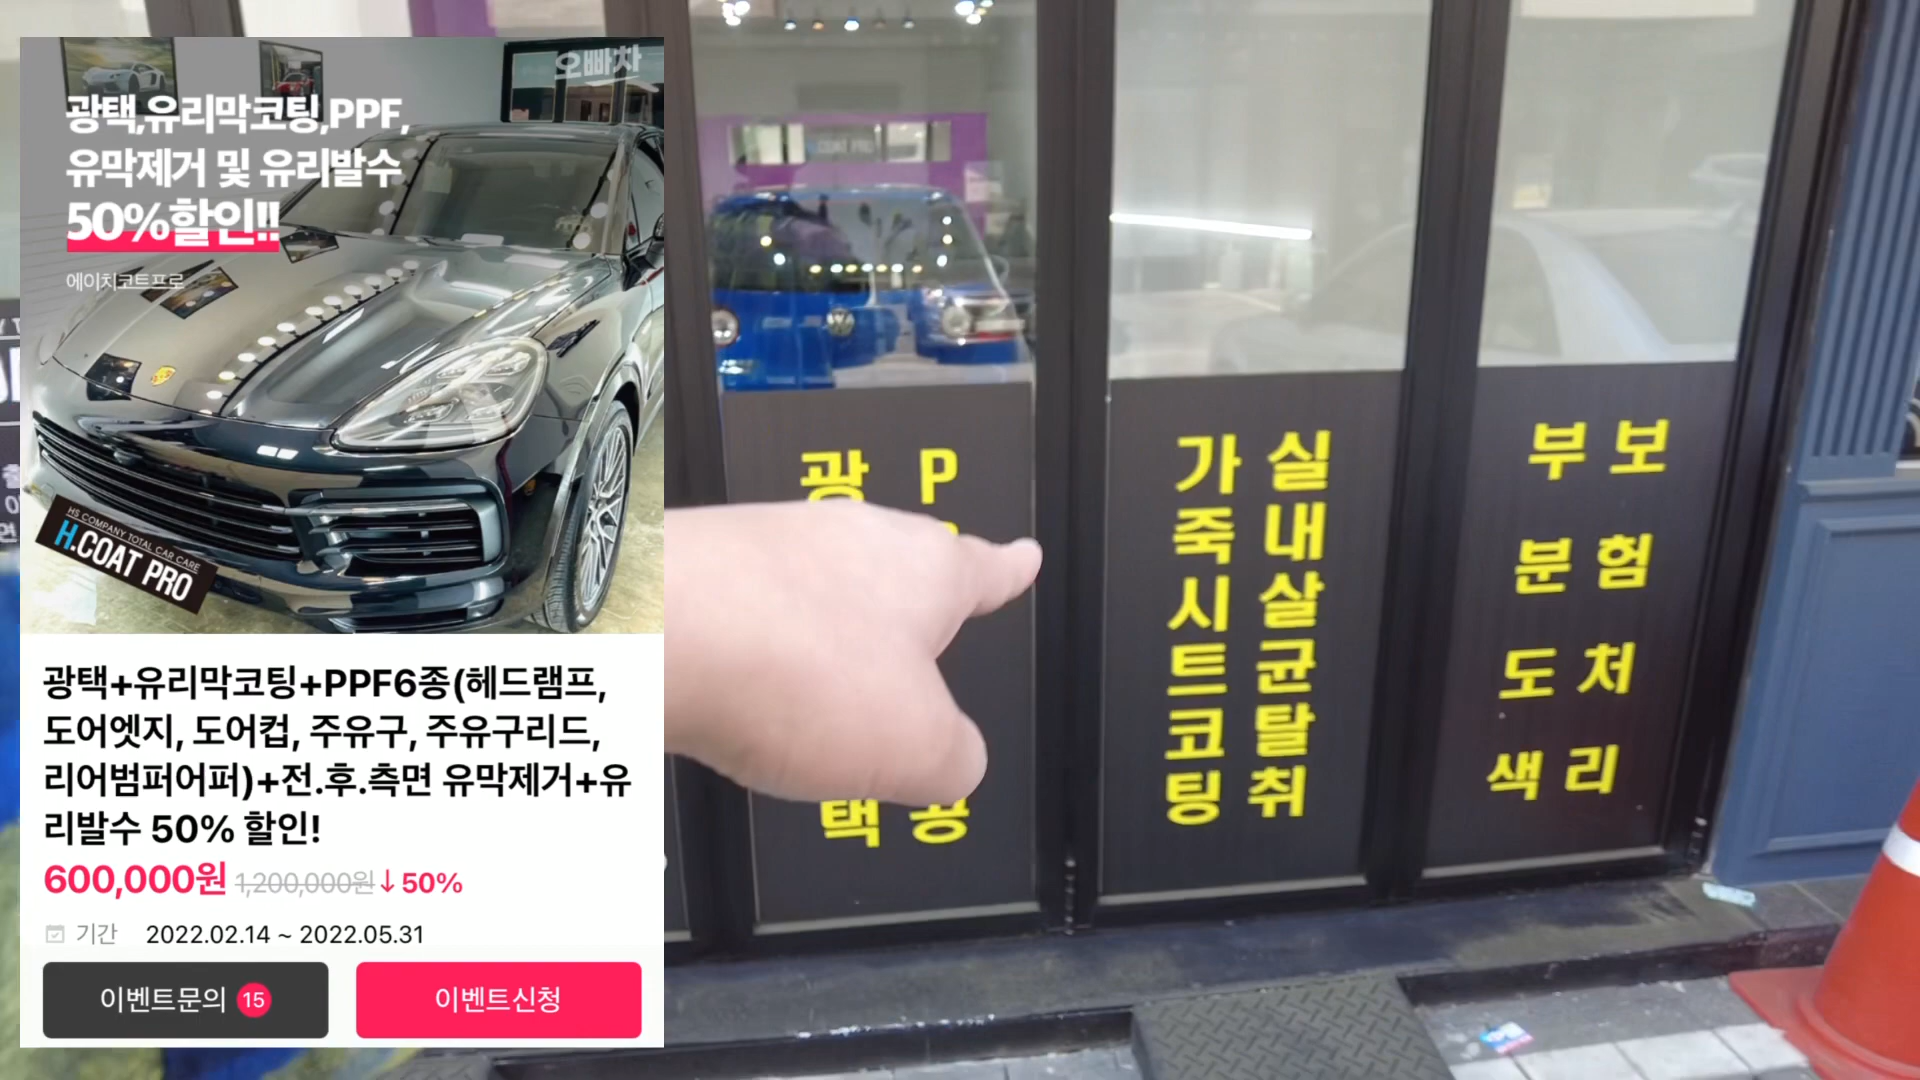 오빠차
광택,유리막코팅,PPF,
유막제거 및 유리발수
50%할인!!
에이치코트프로
HS COMPANY TOTAL CAR CARE
H.COAT PRO
광택+유리막코팅+PPF6종(헤드램프,
도어엣지, 도어컵, 주유구, 주유구리드,
리어범퍼어퍼)+전.후.측면 유막제거+유
리발수 50% 할인!
600,000원 1,200,000원↓50%
기간 2022.02.14 ~ 2022.05.31
이벤트문의 15
이벤트신청
광
택
P
공
가죽시트코팅
실내살균탈취
부분도색
보험처리